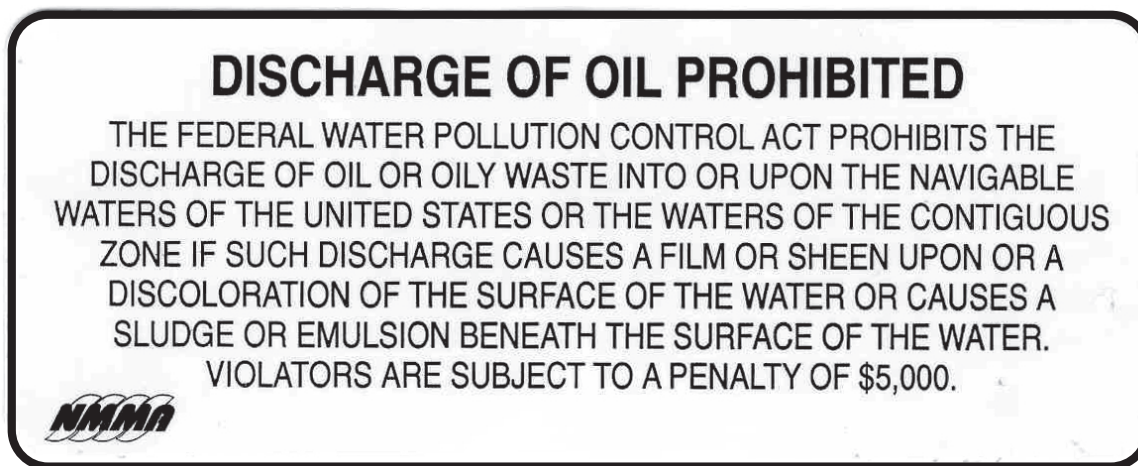 DISCHARGE OF OIL PROHIBITED
THE FEDERAL WATER POLLUTION CONTROL ACT PROHIBITS THE
DISCHARGE OF OIL OR OILY WASTE INTO OR UPON THE NAVIGABLE
WATERS OF THE UNITED STATES OR THE WATERS OF THE CONTIGUOUS
ZONE IF SUCH DISCHARGE CAUSES A FILM OR SHEEN UPON OR A
DISCOLORATION OF THE SURFACE OF THE WATER OR CAUSES A
SLUDGE OR EMULSION BENEATH THE SURFACE OF THE WATER.
VIOLATORS ARE SUBJECT TO A PENALTY OF $5,000.
NMMA